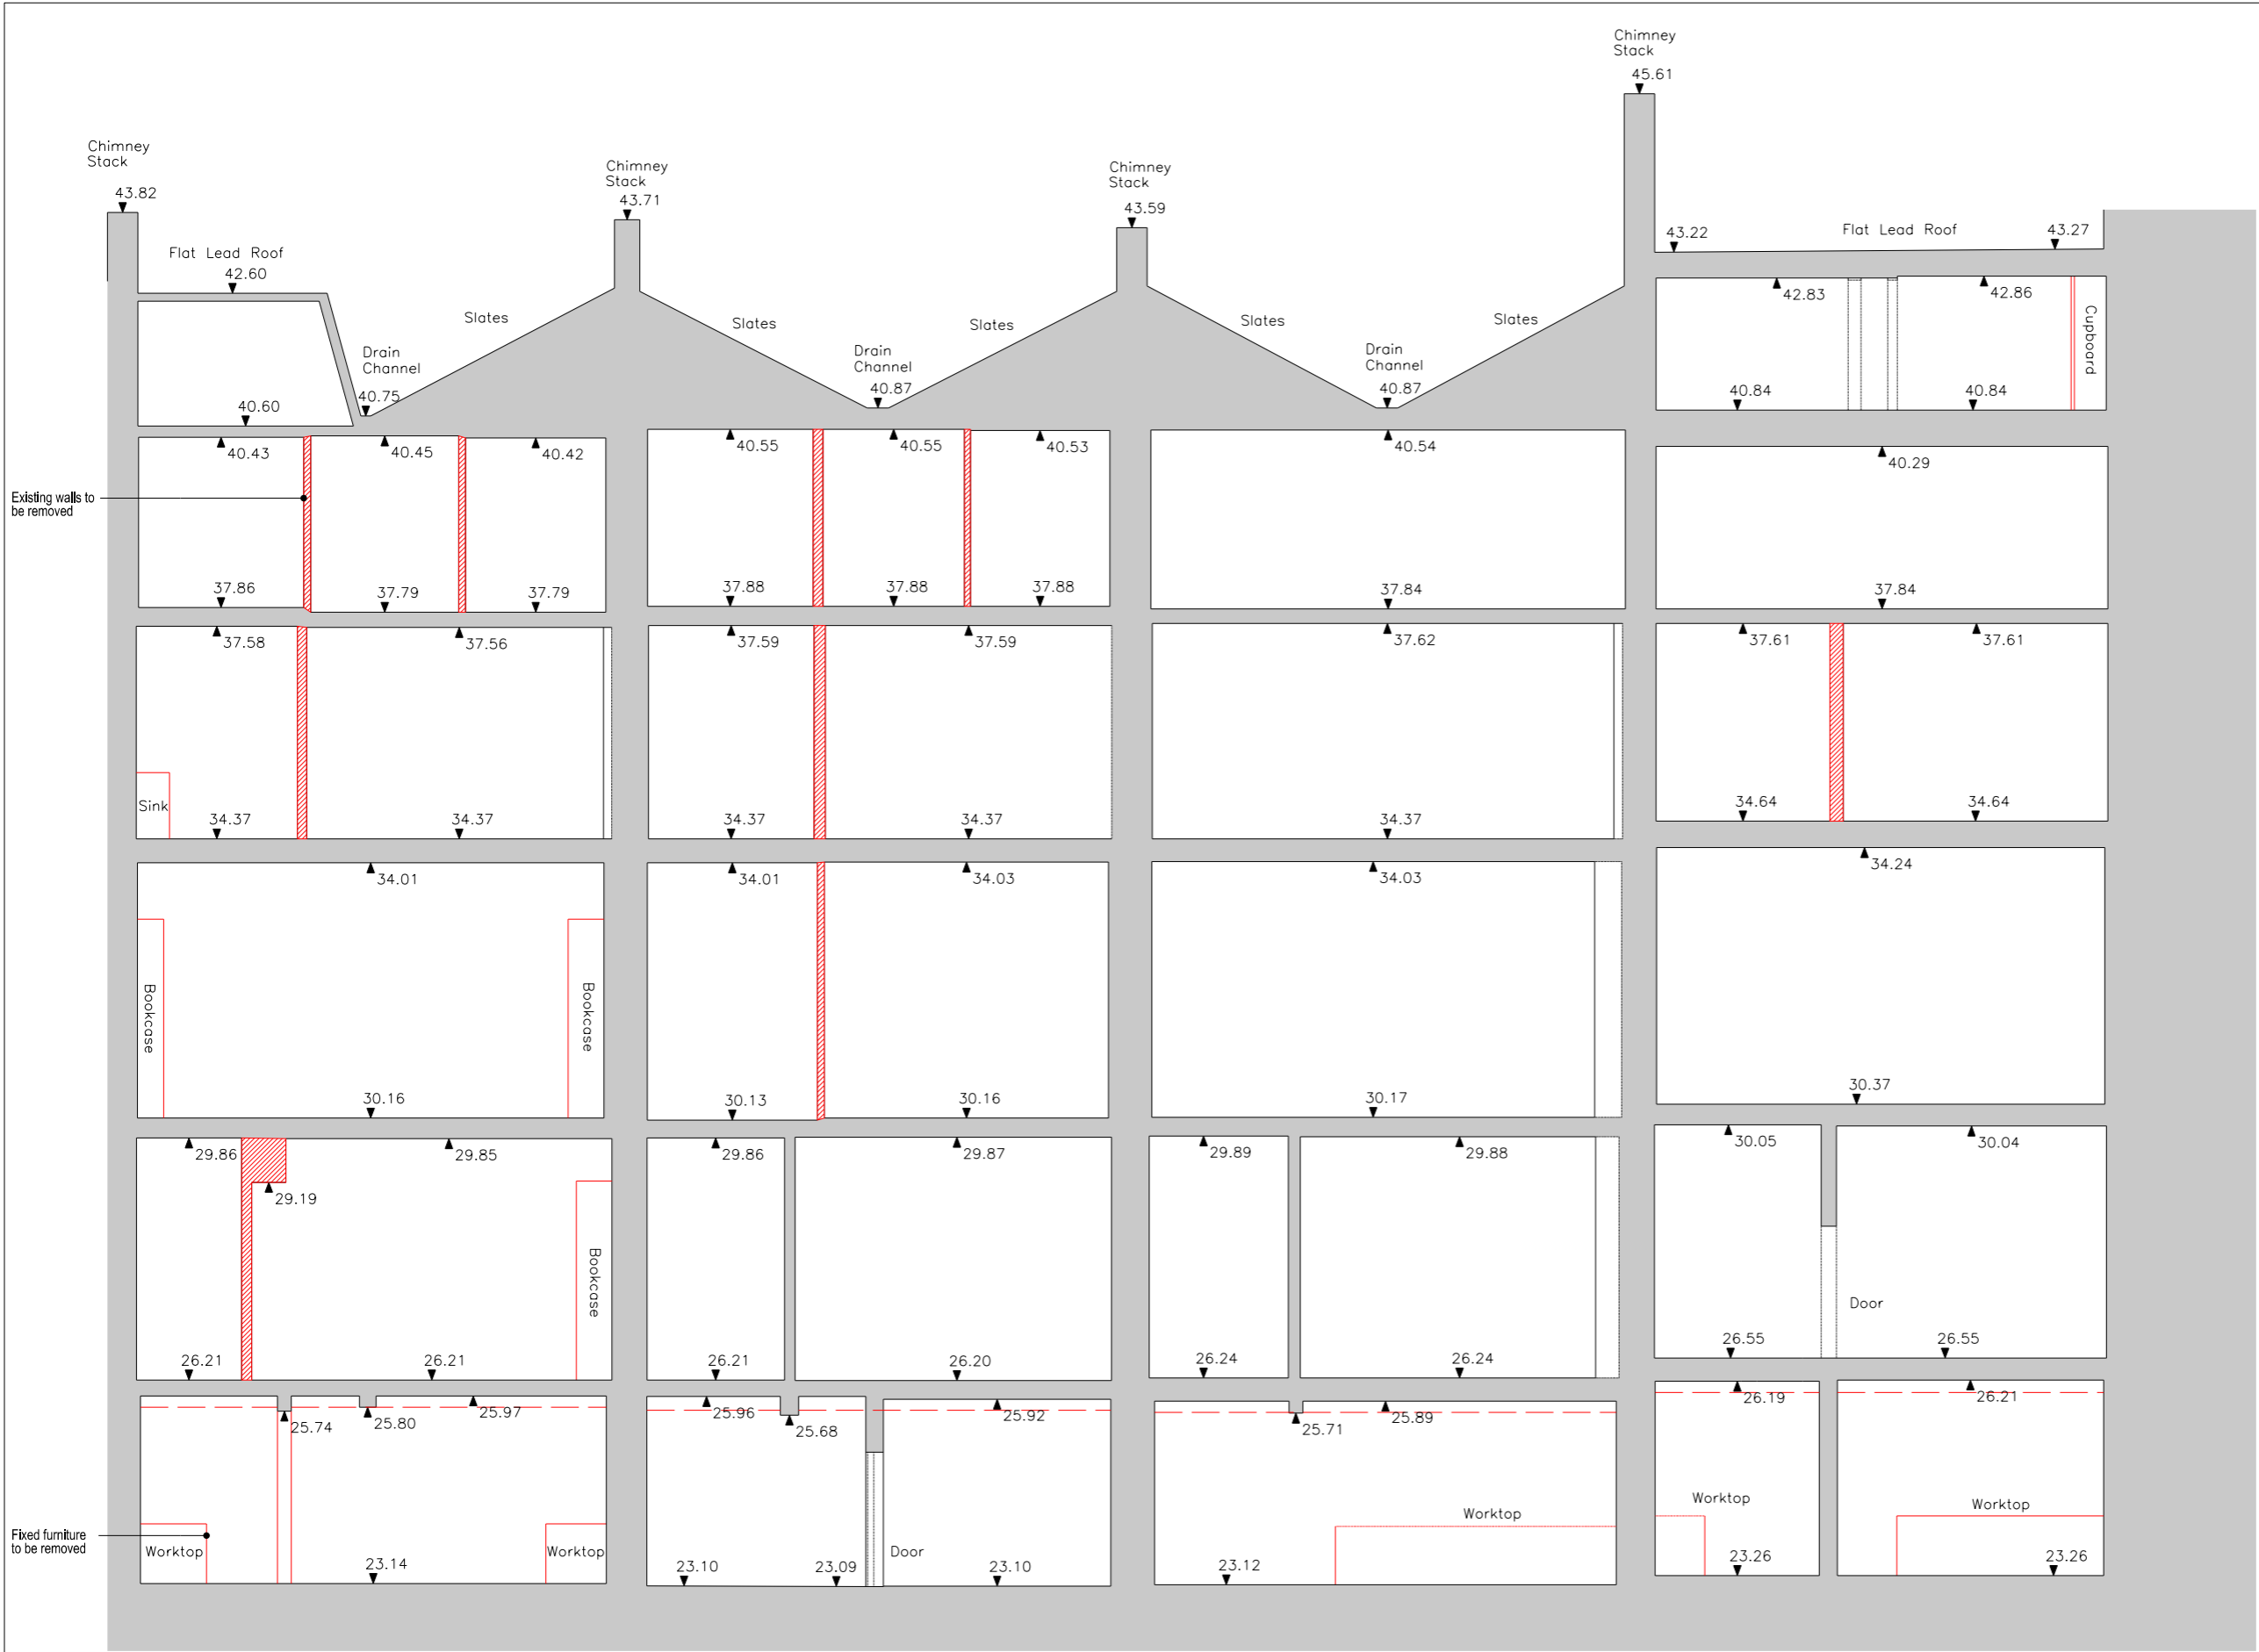 Chimney
Stack
45.61
Chimney
Stack
43.82
Chimney
Stack
43.71
Chimney
Stack
43.59
Flat Lead Roof
42.60
43.22
Flat Lead Roof
43.27
Slates
Slates
Slates
Slates
Slates
Drain
Channel
40.75
Drain
Channel
40.87
Drain
Channel
40.87
42.83
42.86
Cupboard
40.60
40.84
40.84
40.43
40.45
40.42
40.55
40.55
40.53
40.54
40.29
Existing walls to
be removed
37.86
37.79
37.79
37.88
37.88
37.88
37.84
37.84
37.58
37.56
37.59
37.59
37.62
37.61
37.61
Sink
34.37
34.37
34.37
34.37
34.37
34.64
34.64
34.01
34.01
34.03
34.03
34.24
Bookcase
Bookcase
30.16
30.13
30.16
30.17
30.37
29.86
29.85
29.19
29.86
29.87
29.89
29.88
30.05
30.04
Bookcase
Door
26.21
26.21
26.21
26.20
26.24
26.24
26.55
26.55
25.74
25.80
25.97
25.96
25.68
25.92
25.71
25.89
26.19
26.21
Fixed furniture
to be removed
Worktop
Worktop
Door
Worktop
Worktop
Worktop
23.14
23.10
23.09
23.10
23.12
23.26
23.26